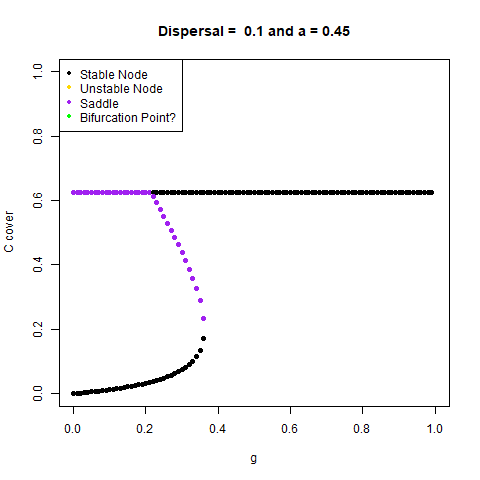 Dispersal =  0.1 and a = 0.45
Stable Node
Unstable Node
Saddle
Bifurcation Point?
C cover
1.0
0.8
0.6
0.4
0.2
0.0
0.0 0.2 0.4 0.6 0.8 1.0
g